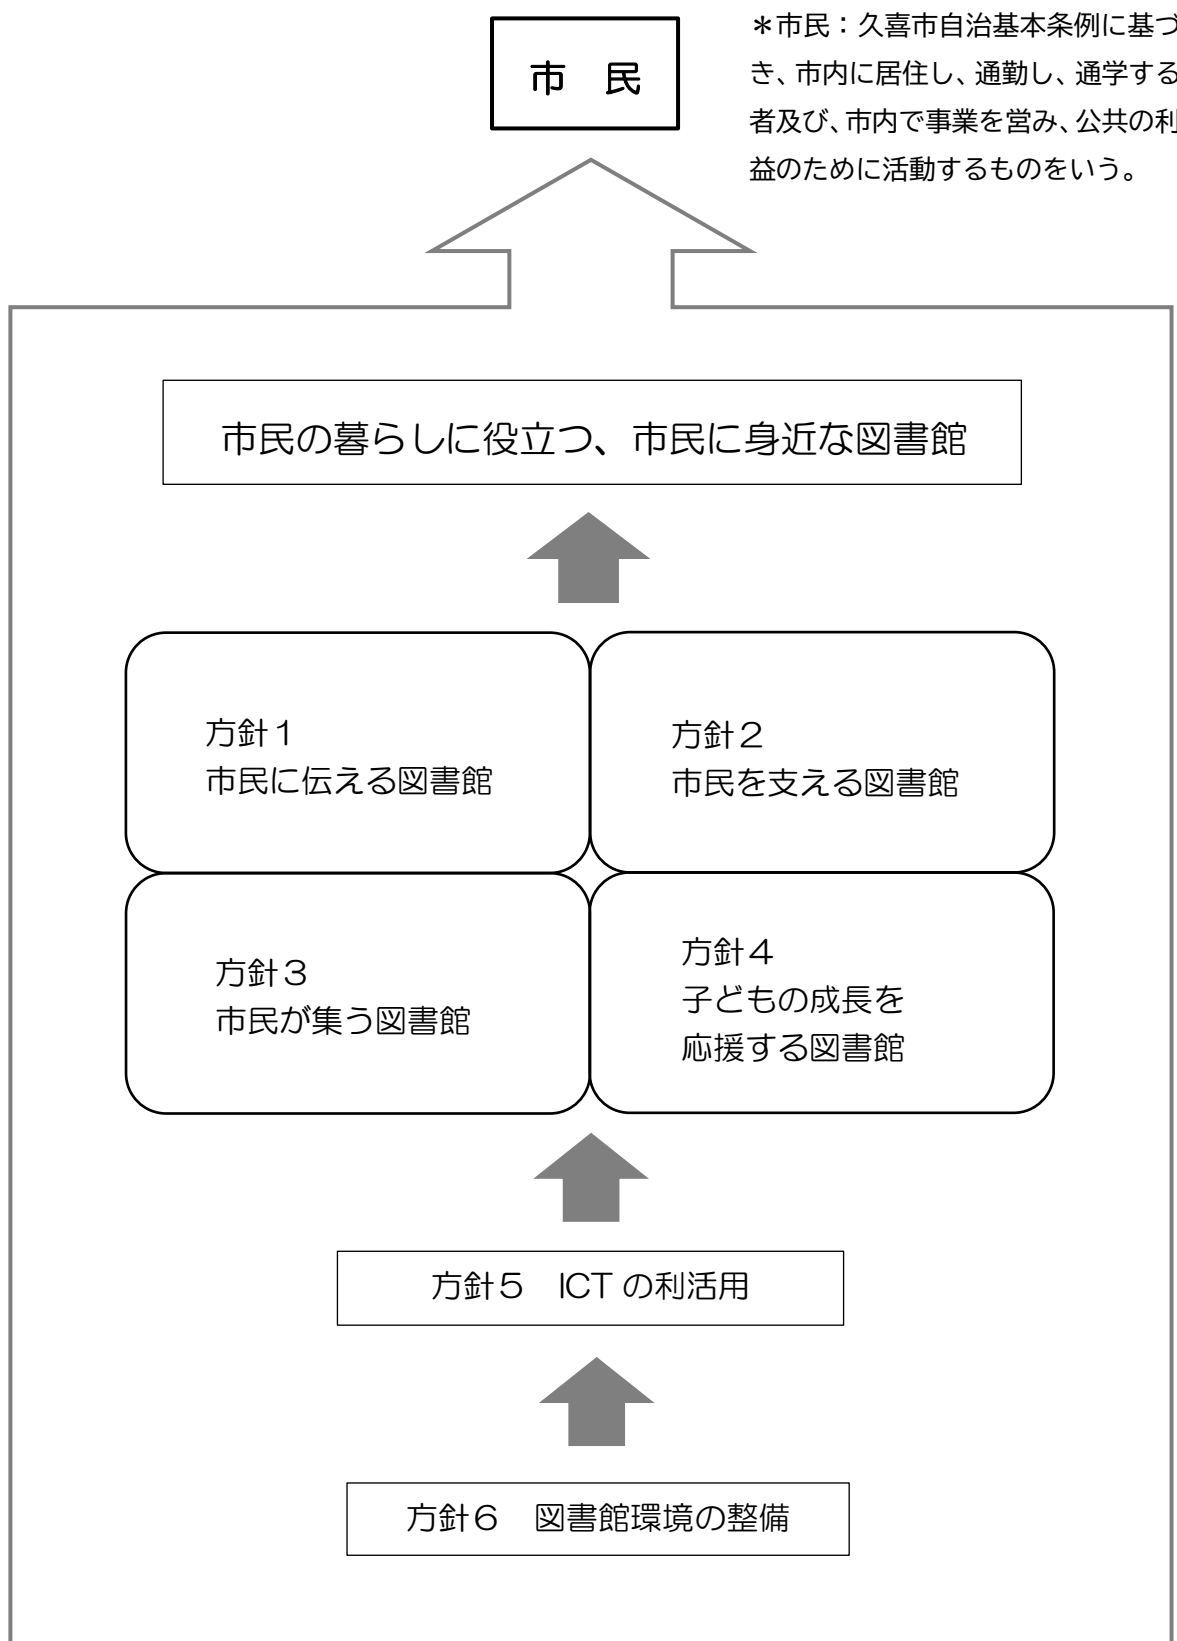 市　民
＊市民：久喜市自治基本条例に基づ
き、市内に居住し、通勤し、通学する
者及び、市内で事業を営み、公共の利
益のために活動するものをいう。
市民の暮らしに役立つ、市民に身近な図書館
方針１
市民に伝える図書館
方針２
市民を支える図書館
方針３
市民が集う図書館
方針４
子どもの成長を
応援する図書館
方針５　ICT の利活用
方針６　図書館環境の整備